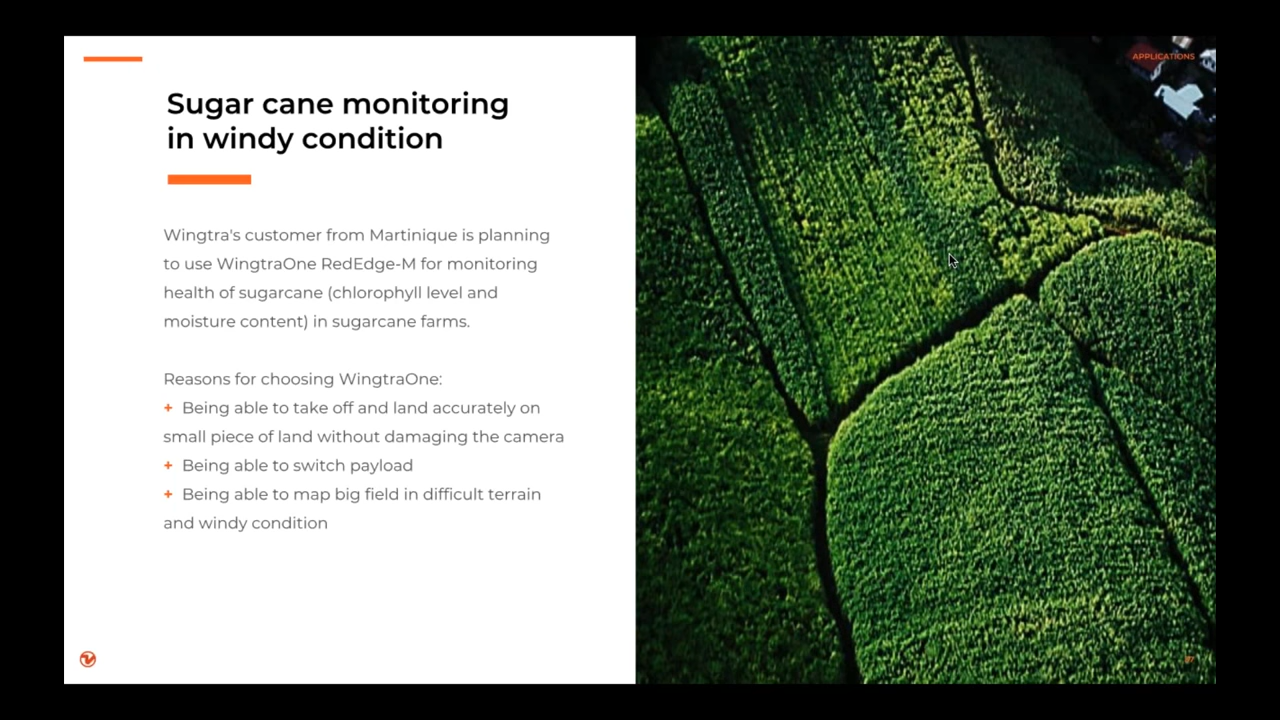 APPLICATIONS
Sugar cane monitoring
in windy condition
Wingtra's customer from Martinique is planning
to use WingtraOne RedEdge-M for monitoring
health of sugarcane (chlorophyll level and
moisture content) in sugarcane farms.
Reasons for choosing WingtraOne:
+ Being able to take off and land accurately on
small piece of land without damaging the camera
+ Being able to switch payload
+ Being able to map big field in difficult terrain
and windy condition